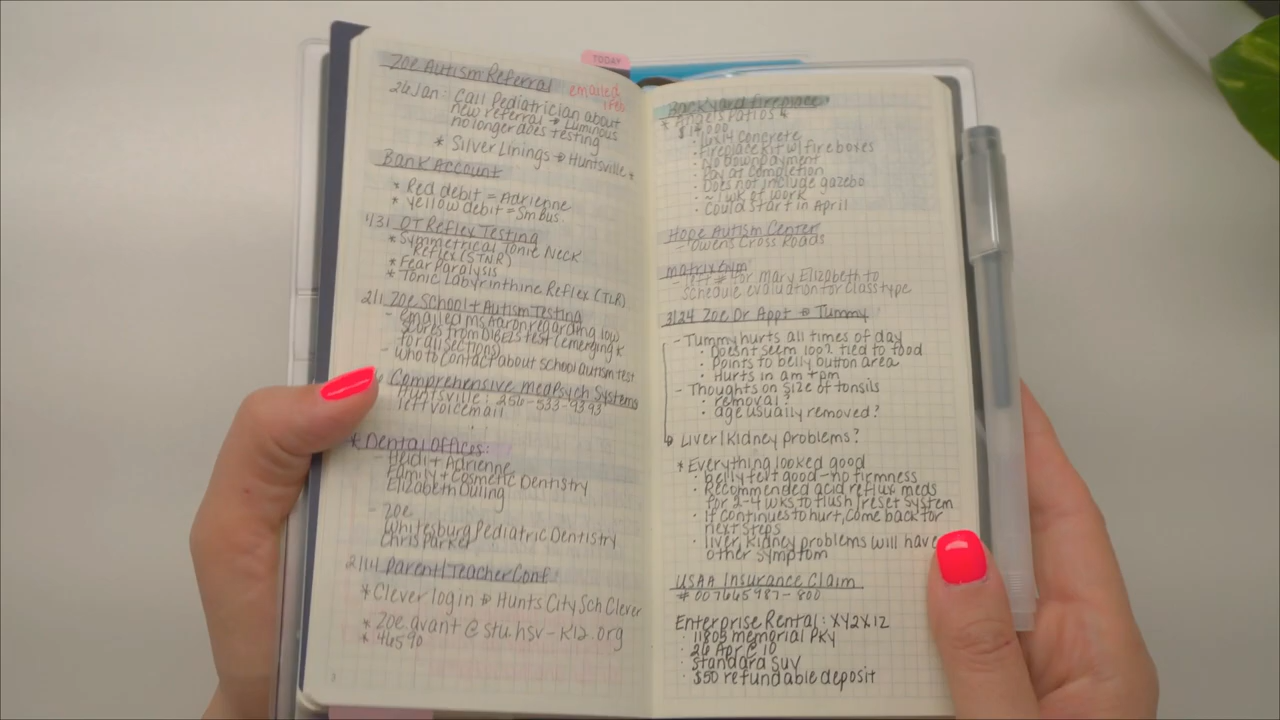 TODAY
Zoe Autism Referral
emailed
1 Feb
26 Jan: Call Pediatrician about
new referral → Luminous
no longer does testing
* Silver Linings → Huntsville *
Bank Account
* Red debit = Adrienne
* Yellow debit = Sm Bus.
1/31 OT Reflex Testing
* Symmetrical Tonic Neck
Reflex (STNR)
* Fear Paralysis
* Tonic Labyrinthine Reflex (TLR)
2/1 Zoe School + Autism Testing
- emailed Ms Aaron regarding low
scores from DIBELS test (emerging *
for all sections)
- who to contact about school autism test
Comprehensive MedPsych Systems
Huntsville: 256-533-9393
left voicemail
* Dental Offices:
- Heidi + Adrienne
Family + Cosmetic Dentistry
Elizabeth Duling
- Zoe
Whitesburg Pediatric Dentistry
Chris Parker
2/14 Parent/Teacher Conf:
* Clever login → Hunts City Sch Clever
* Zoe.avant@stu.hsv-k12.org
* 46590
Backyard Fireplace
* Angels Patios
$14,000
· 16x14 Concrete
· Fireplace kit w/ fire boxes
· No down payment
· Pay at completion
· Does not include gazebo
· ~1 wk of work
· Could start in April
Hope Autism Center
- Owens Cross Roads
Matrix Gym
- left # for Mary Elizabeth to
schedule evaluation for class type
3/24 Zoe Dr Appt → Tummy
- Tummy hurts all times of day
· Doesnt seem 100% tied to food
· Points to belly button area
· Hurts in am + pm
- Thoughts on size of tonsils
· removal?
· age usually removed?
→ Liver/kidney problems?
* Everything looked good
· belly felt good - no firmness
· Recommended acid reflux meds
for 2-4 wks to flush/reset system
· If continues to hurt, come back for
next steps
· liver, kidney problems will have
other symptom
USAA Insurance Claim
# 007665987-800
Enterprise Rental: XY2X1Z
· 11805 Memorial Pky
· 26 Apr @ 10
· Standard SUV
· $50 refundable deposit